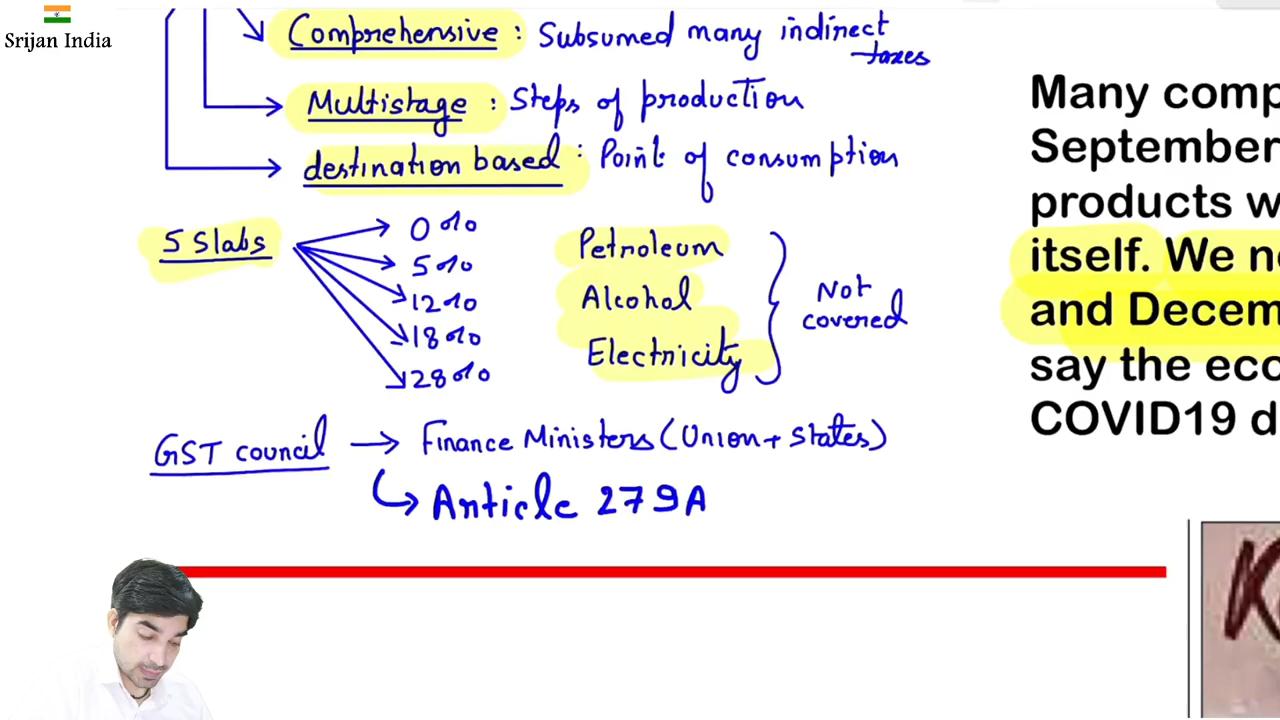 Srijan India
Comprehensive : Subsumed many indirect
taxes
Multistage : Steps of production
destination based : Point of consumption
5 Slabs
0%
5%
12%
18%
28%
Petroleum
Alcohol
Electricity
Not
covered
GST council → Finance Ministers (Union + States)
Article 279A
Many comp
September
products w
itself. We n
and Decem
say the eco
COVID19 d